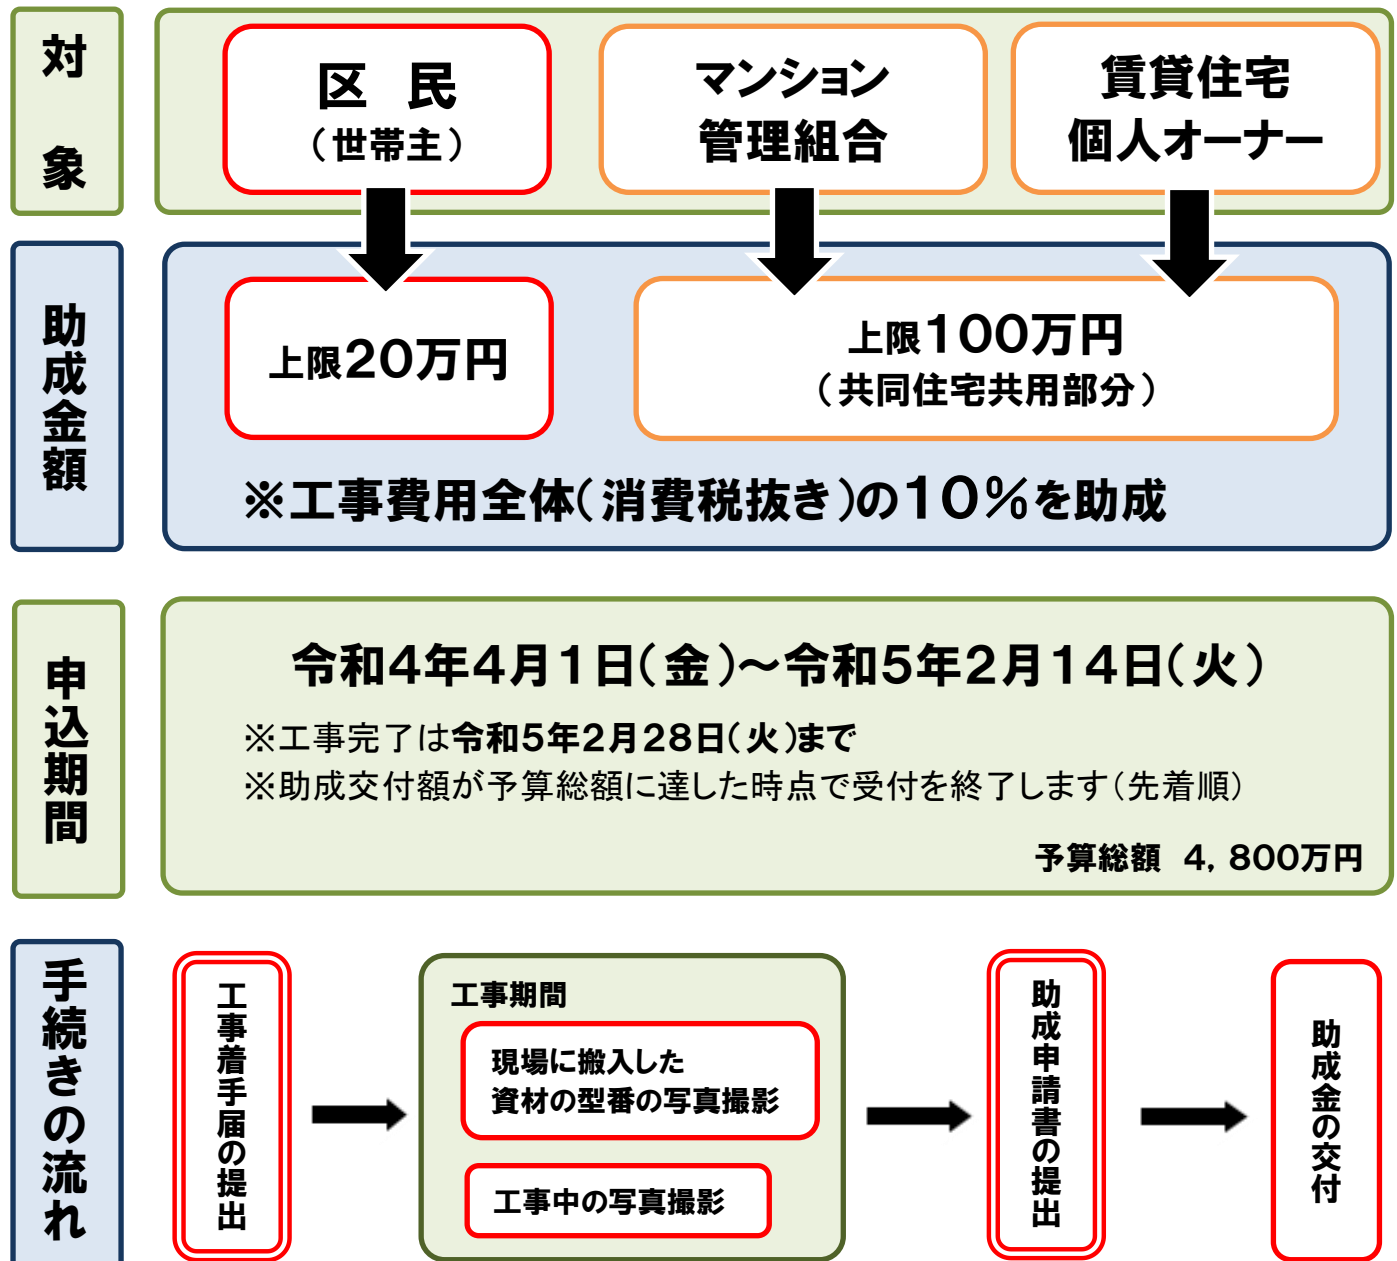 対象
区 民
（世帯主）
マンション
管理組合
賃貸住宅
個人オーナー
助成金額
上限20万円
上限100万円
（共同住宅共用部分）
※工事費用全体（消費税抜き）の10％を助成
申込期間
令和4年4月1日（金）～令和5年2月14日（火）
※工事完了は令和5年2月28日（火）まで
※助成交付額が予算総額に達した時点で受付を終了します（先着順）
予算総額 4，800万円
手続きの流れ
工事着手届の提出
工事期間
現場に搬入した
資材の型番の写真撮影
工事中の写真撮影
助成申請書の提出
助成金の交付